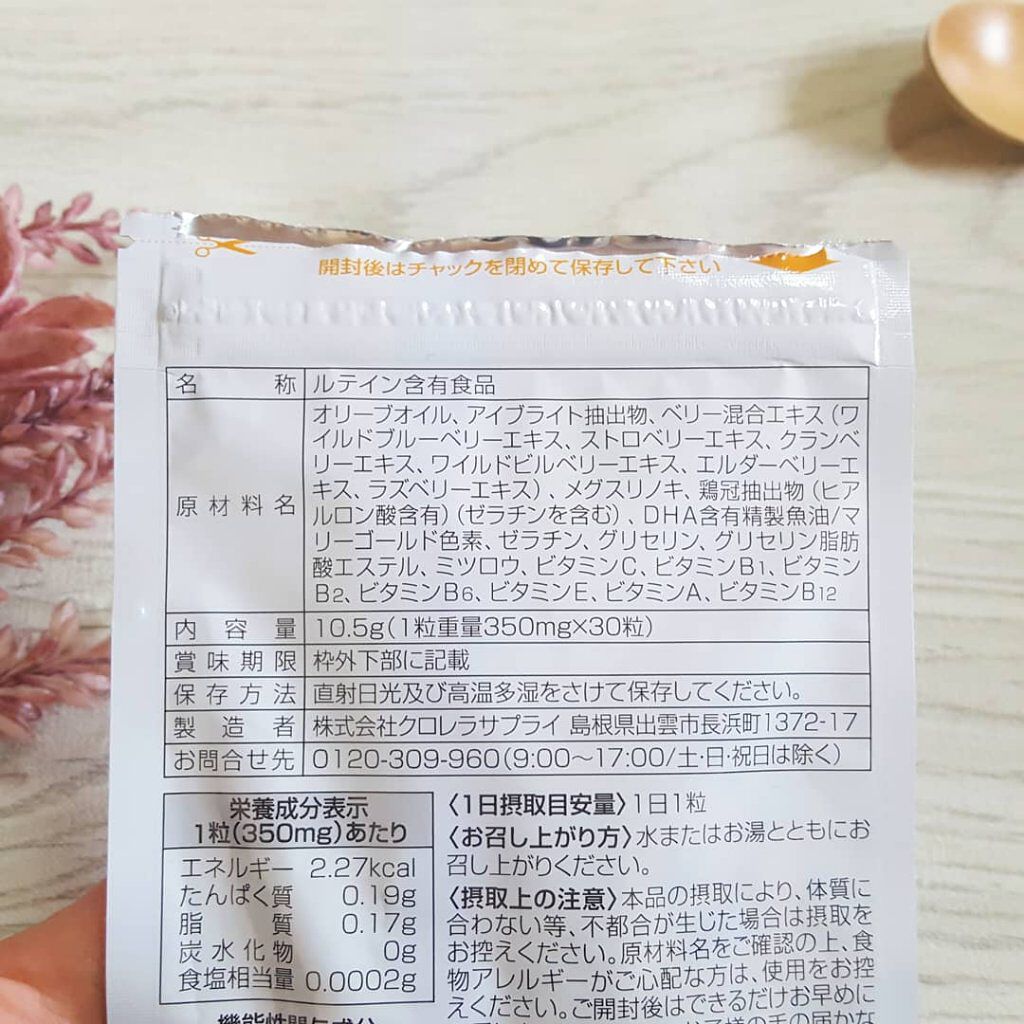 開封後はチャックを閉めて保存して下さい
名称 ルテイン含有食品
原材料名 オリーブオイル、アイブライト抽出物、ベリー混合エキス(ワ
イルドブルーベリーエキス、ストロベリーエキス、クランベ
リーエキス、ワイルドビルベリーエキス、エルダーベリーエ
キス、ラズベリーエキス)、メグスリノキ、鶏冠抽出物(ヒア
ルロン酸含有)(ゼラチンを含む)、DHA含有精製魚油/マ
リーゴールド色素、ゼラチン、グリセリン、グリセリン脂肪
酸エステル、ミツロウ、ビタミンC、ビタミンB1、ビタミン
B2、ビタミンB6、ビタミンE、ビタミンA、ビタミンB12
内容量 10.5g(1粒重量350mg×30粒)
賞味期限 枠外下部に記載
保存方法 直射日光及び高温多湿をさけて保存してください。
製造者 株式会社クロレラサプライ 島根県出雲市長浜町1372-17
お問合せ先 0120-309-960(9:00〜17:00/土・日・祝日は除く)
栄養成分表示
1粒(350mg)あたり
エネルギー 2.27kcal
たんぱく質 0.19g
脂質 0.17g
炭水化物 0g
食塩相当量 0.0002g
〈1日摂取目安量〉1日1粒
〈お召し上がり方〉水またはお湯とともにお
召し上がりください。
〈摂取上の注意〉本品の摂取により、体質に
合わない等、不都合が生じた場合は摂取を
お控えください。原材料名をご確認の上、食
物アレルギーがご心配な方は、使用をお控
えください。ご開封後はできるだけお早めに